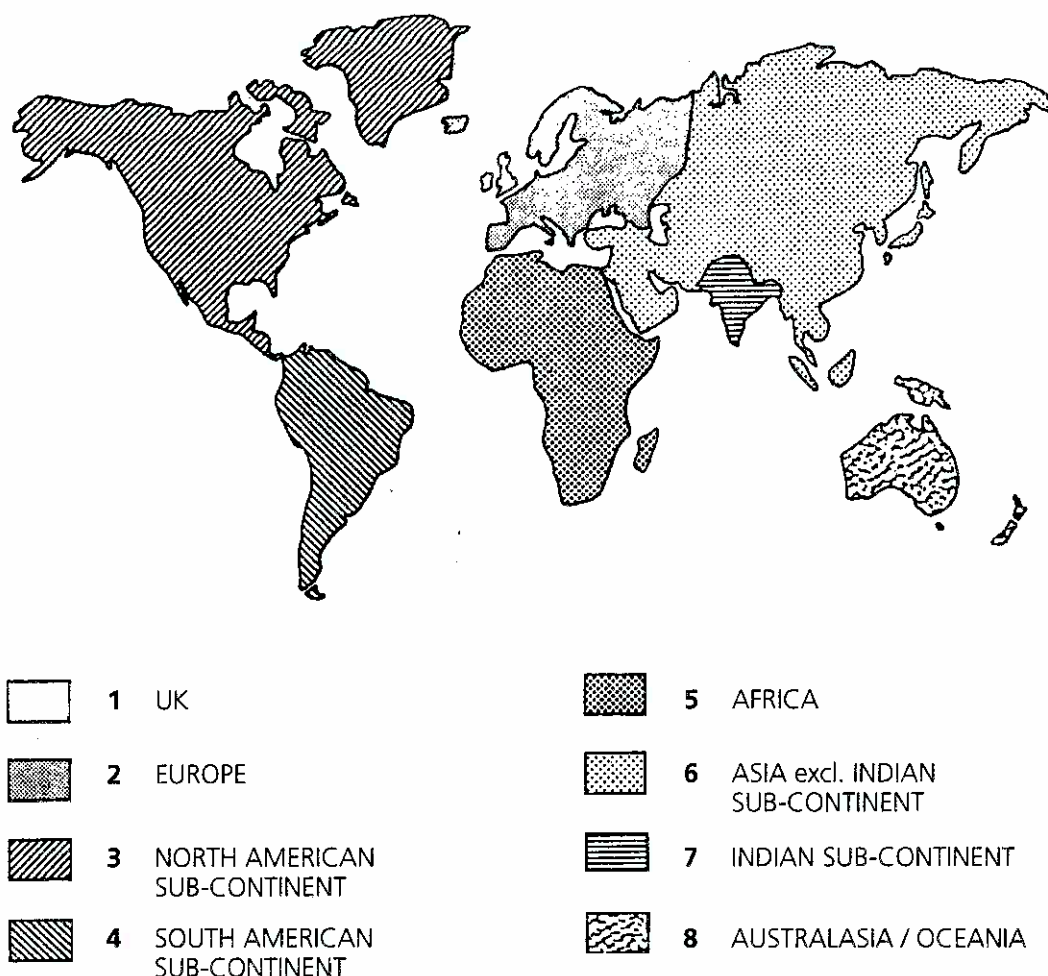 1 UK
2 EUROPE
3 NORTH AMERICAN
SUB-CONTINENT
4 SOUTH AMERICAN
SUB-CONTINENT
5 AFRICA
6 ASIA excl. INDIAN
SUB-CONTINENT
7 INDIAN SUB-CONTINENT
8 AUSTRALASIA / OCEANIA